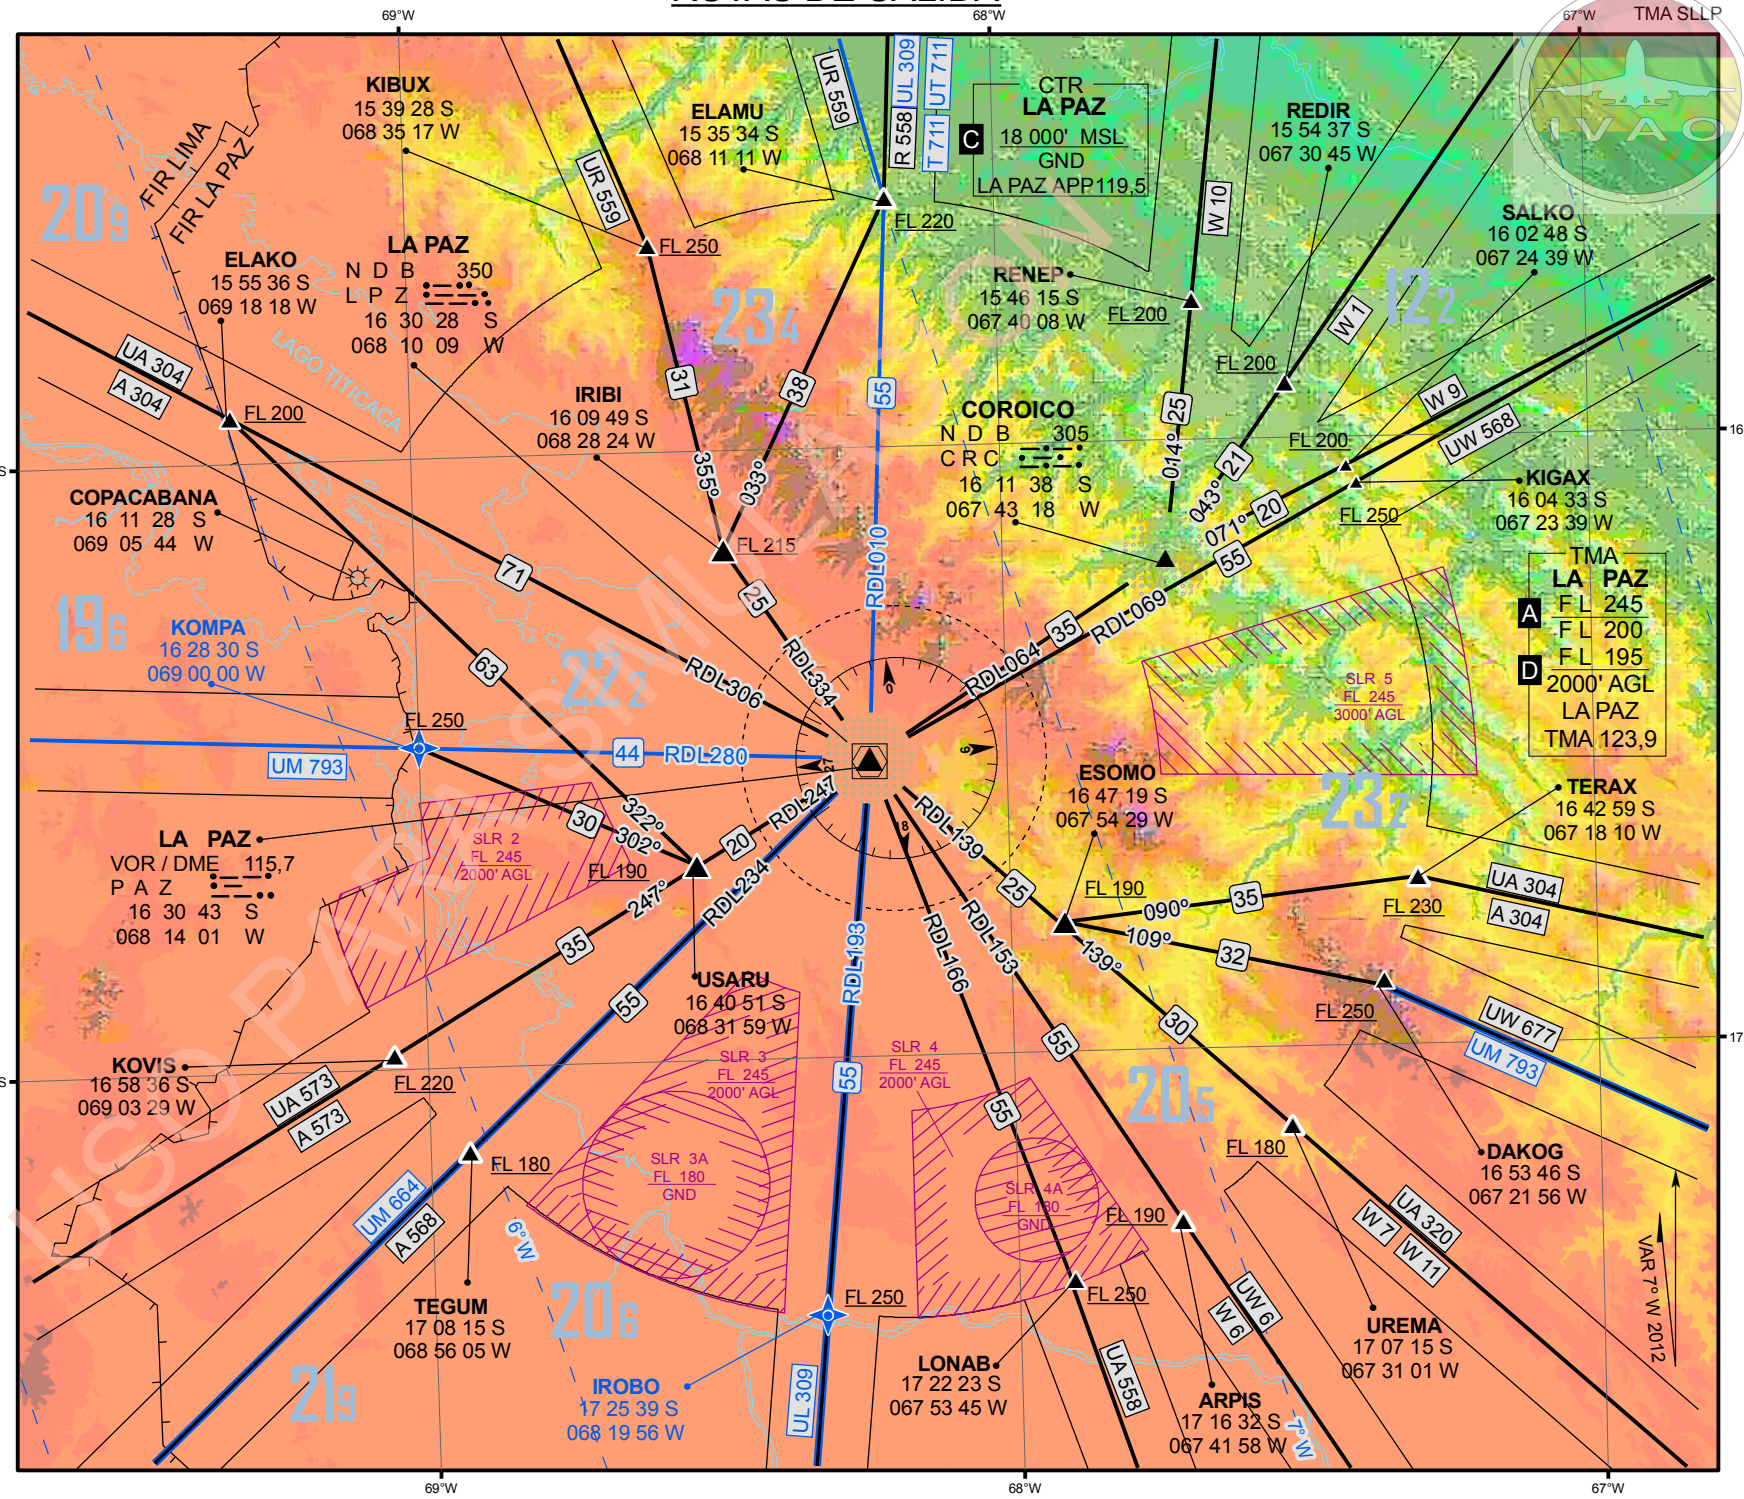 RUTAS DE SALIDA
69°W
68°W
67°W
TMA SLLP
IVAO
KIBUX
15 39 28 S
068 35 17 W
ELAMU
15 35 34 S
068 11 11 W
UR 559
UR 559
R 558
UL 309
T 711
UT 711
CTR
LA PAZ
18 000' MSL
GND
LA PAZ APP119,5
C
REDIR
15 54 37 S
067 30 45 W
SALKO
16 02 48 S
067 24 39 W
FIR LIMA
FIR LA PAZ
209
ELAKO
15 55 36 S
069 18 18 W
LA PAZ
N D B 350
L P Z
16 30 28 S
068 10 09 W
FL 250
FL 220
234
RENEP
15 46 15 S
067 40 08 W
FL 200
W 10
W 1
122
FL 200
LAGO TITICACA
UA 304
A 304
FL 200
IRIBI
16 09 49 S
068 28 24 W
31
38
55
COROICO
N D B 305
C R C
16 11 38 S
067 43 18 W
014°
25
043°
21
FL 200
W 9
UW 568
16
S
COPACABANA
16 11 28 S
069 05 44 W
355°
033°
FL 215
071°
20
FL 250
KIGAX
16 04 33 S
067 23 39 W
71
25
RDL010
55
TMA
LA PAZ
FL 245
A
FL 200
FL 195
D
2000' AGL
LA PAZ
TMA 123,9
196
KOMPA
16 28 30 S
069 00 00 W
63
222
RDL306
RDL334
RDL064
35
RDL069
SLR 5
FL 245
3000' AGL
0
9
18
27
FL 250
UM 793
44
RDL280
232
ESOMO
16 47 19 S
067 54 29 W
TERAX
16 42 59 S
067 18 10 W
LA PAZ
VOR / DME 115,7
P A Z
16 30 43 S
068 14 01 W
SLR 2
FL 245
2000' AGL
30
322°
302°
FL 190
20
RDL247
247°
RDL234
RDL139
25
FL 190
090°
35
109°
32
139°
FL 230
UA 304
A 304
35
55
USARU
16 40 51 S
068 31 59 W
RDL193
RDL166
RDL153
FL 250
UW 677
UM 793
30
17
S
KOVIS
16 58 36 S
069 03 29 W
FL 220
UA 573
A 573
SLR 3
FL 245
2000' AGL
SLR 4
FL 245
2000' AGL
55
55
55
205
FL 180
DAKOG
16 53 46 S
067 21 56 W
FL 180
SLR 3A
FL 180
GND
SLR 4A
FL 180
GND
FL 190
UM 664
A 568
6° W
UA 320
W 7
W 11
VAR 7° W 2012
TEGUM
17 08 15 S
068 56 05 W
206
FL 250
FL 250
UW 6
W 6
UREMA
17 07 15 S
067 31 01 W
219
IROBO
17 25 39 S
068 19 56 W
UL 309
LONAB
17 22 23 S
067 53 45 W
UA 558
ARPIS
17 16 32 S
067 41 58 W
7° W
USO PARA SIMULACION
69°W
68°W
67°W